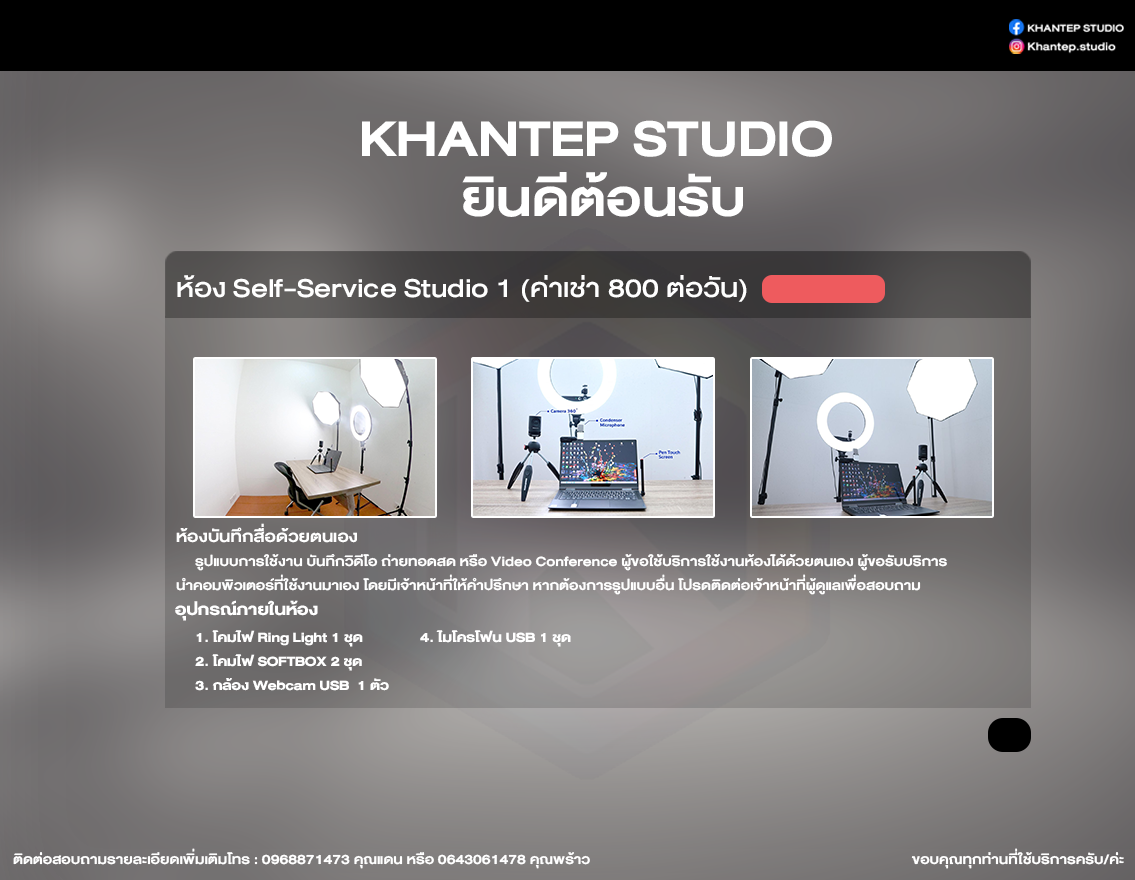 KHANTEP STUDIO
Khantep.studio
KHANTEP STUDIO
ยินดีต้อนรับ
ห้อง Self-Service Studio 1 (ค่าเช่า 800 ต่อวัน)
Camera 360°
Condensor
Microphone
Pen Touch
Screen
ห้องบันทึกสื่อด้วยตนเอง
รูปแบบการใช้งาน บันทึกวิดีโอ ถ่ายทอดสด หรือ Video Conference ผู้ขอใช้บริการใช้งานห้องได้ด้วยตนเอง ผู้ขอรับบริการ
นำคอมพิวเตอร์ที่ใช้งานมาเอง โดยมีเจ้าหน้าที่ให้คำปรึกษา หากต้องการรูปแบบอื่น โปรดติดต่อเจ้าหน้าที่ผู้ดูแลเพื่อสอบถาม
อุปกรณ์ภายในห้อง
1. โคมไฟ Ring Light 1 ชุด
2. โคมไฟ SOFTBOX 2 ชุด
3. กล้อง Webcam USB 1 ตัว
4. ไมโครโฟน USB 1 ชุด
ติดต่อสอบถามรายละเอียดเพิ่มเติมโทร : 0968871473 คุณแดน หรือ 0643061478 คุณพร้าว
ขอบคุณทุกท่านที่ใช้บริการครับ/ค่ะ